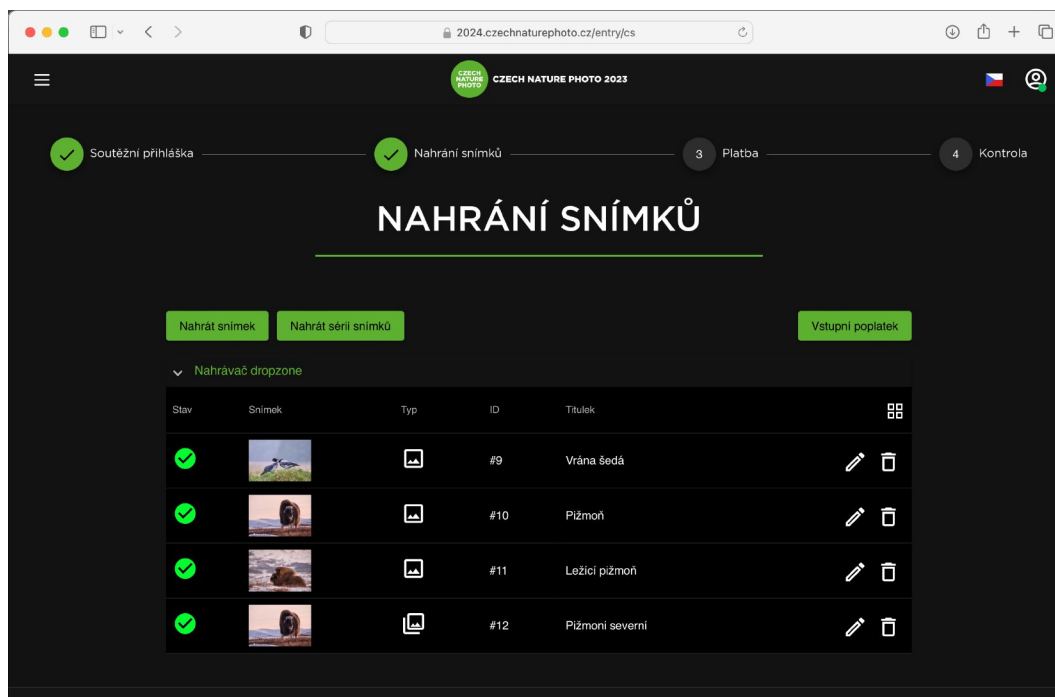 2024.czechnaturephoto.cz/entry/cs
CZECH
NATURE
PHOTO
CZECH NATURE PHOTO 2023
Soutěžní přihláška
Nahrání snímků
3 Platba
4 Kontrola
NAHRÁNÍ SNÍMKŮ
Nahrát snímek
Nahrát sérii snímků
Vstupní poplatek
Nahrávač dropzone
Stav Snímek Typ ID Titulek
#9 Vrána šedá
#10 Pižmoň
#11 Ležící pižmoň
#12 Pižmoni severní